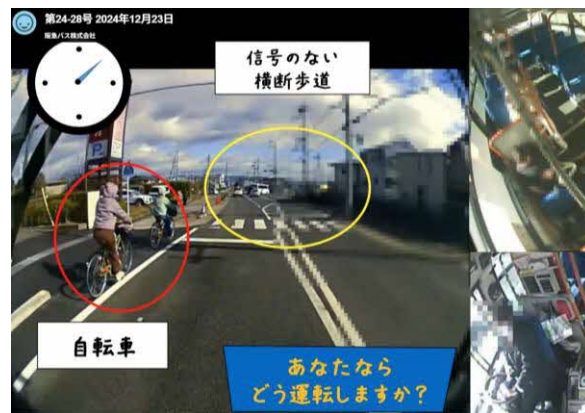 第24-28号 2024年12月23日
阪急バス株式会社
信号のない
横断歩道
自転車
あなたなら
どう運転しますか?